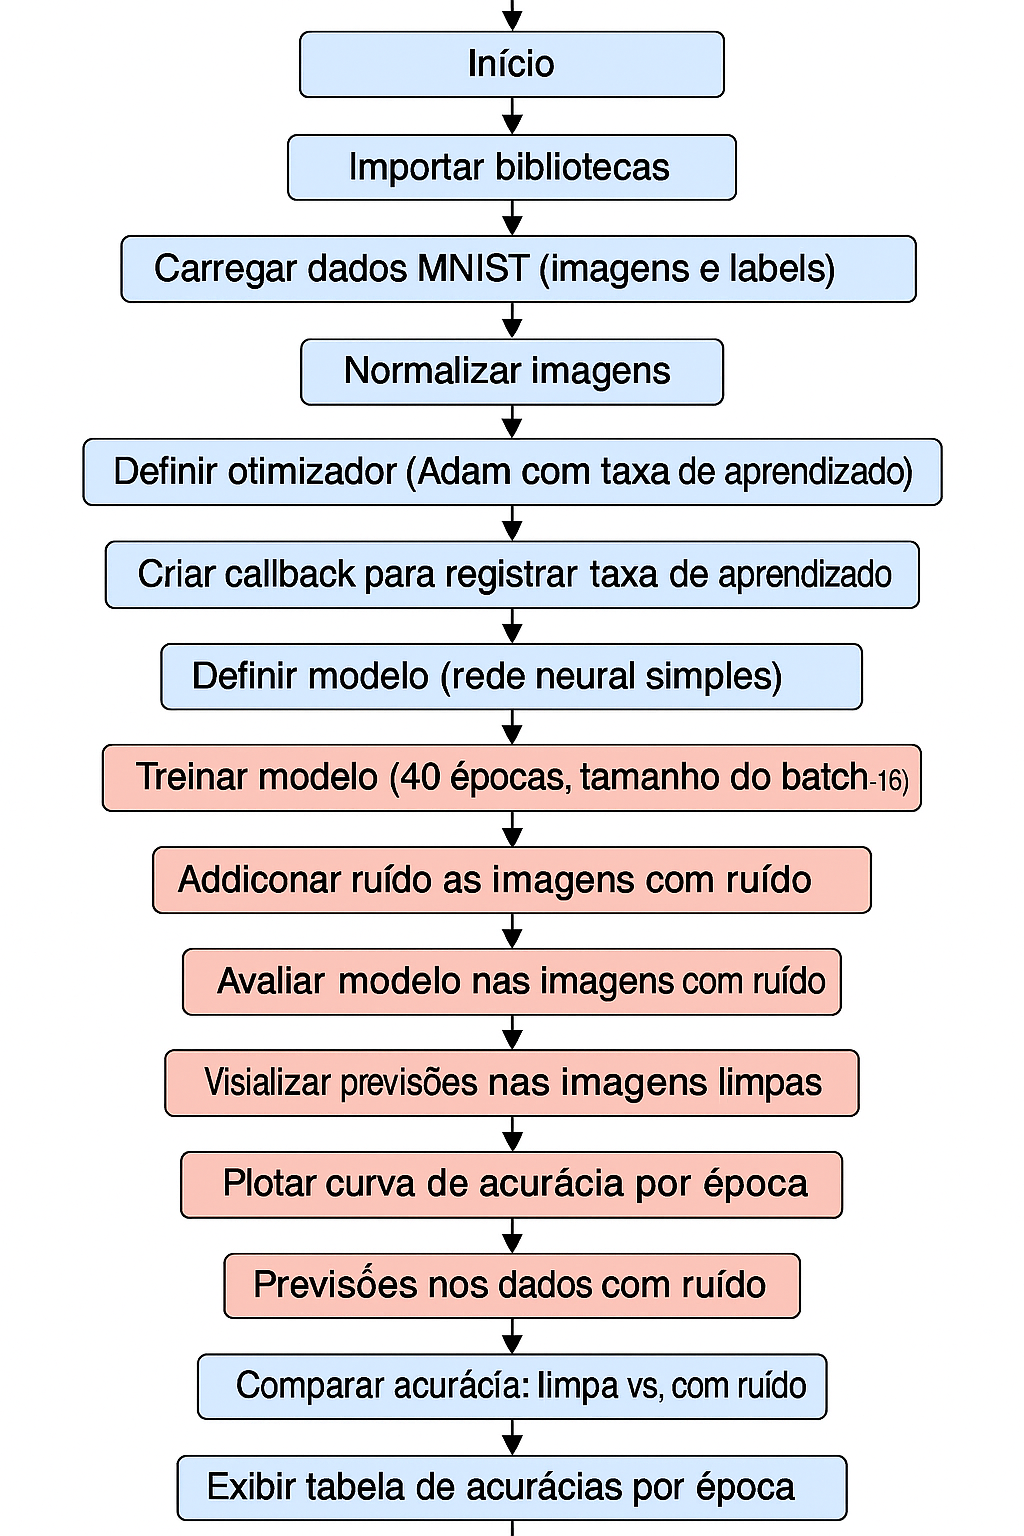 Início
Importar bibliotecas
Carregar dados MNIST (imagens e labels)
Normalizar imagens
Definir otimizador (Adam com taxa de aprendizado)
Criar callback para registrar taxa de aprendizado
Definir modelo (rede neural simples)
Treinar modelo (40 épocas, tamanho do batch-16)
Addiconar ruído as imagens com ruído
Avaliar modelo nas imagens com ruído
Visializar previsões nas imagens limpas
Plotar curva de acurácia por época
Previsṍes nos dados com ruído
Comparar acurácía: limpa vs, com ruído
Exibir tabela de acurácias por época